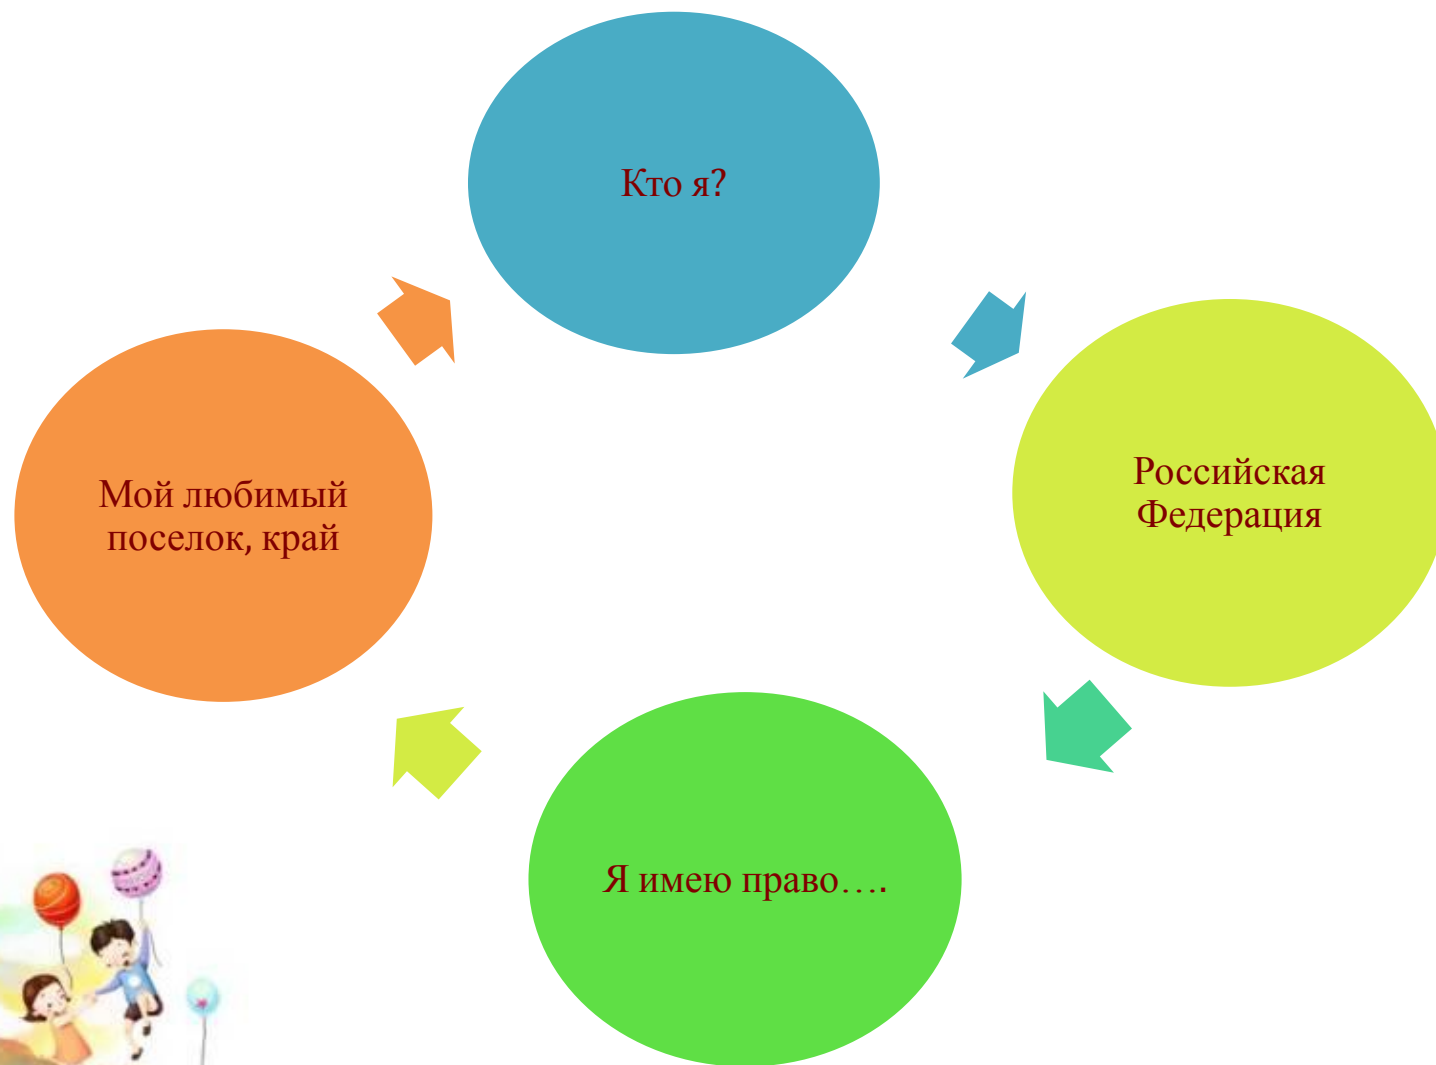 Кто я?
Российская
Федерация
Я имею право….
Мой любимый
поселок, край